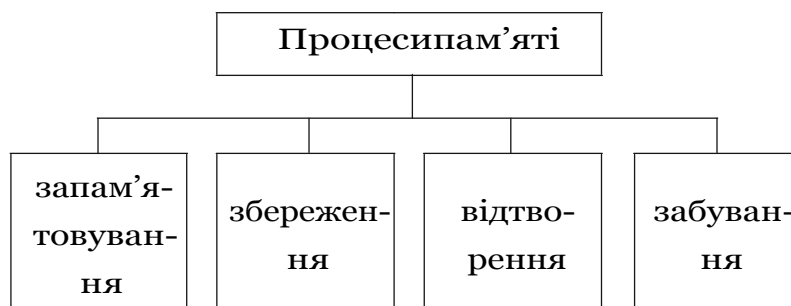 Процесипам’яті
запам’я-
товуван-
ня
збережен-
ня
відтво-
рення
забуван-
ня